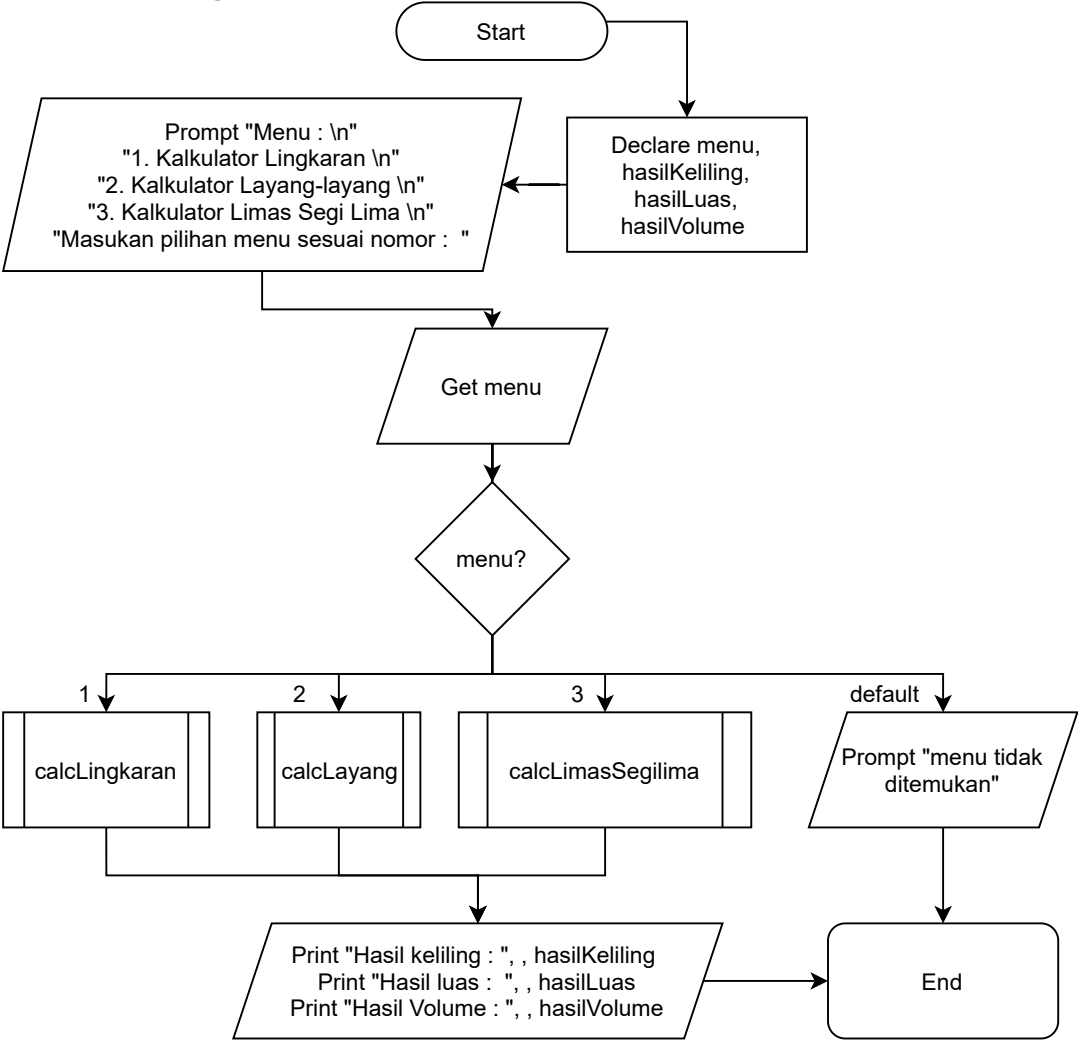 Start
Declare menu,
hasilKeliling,
hasilLuas,
hasilVolume
Prompt "Menu : \n"
"1. Kalkulator Lingkaran \n"
"2. Kalkulator Layang-layang \n"
"3. Kalkulator Limas Segi Lima \n"
"Masukan pilihan menu sesuai nomor :  "
Get menu
menu?
1
2
3
default
calcLingkaran
calcLayang
calcLimasSegilima
Prompt "menu tidak
ditemukan"
Print "Hasil keliling : ", , hasilKeliling
Print "Hasil luas :  ", , hasilLuas
Print "Hasil Volume : ", , hasilVolume
End